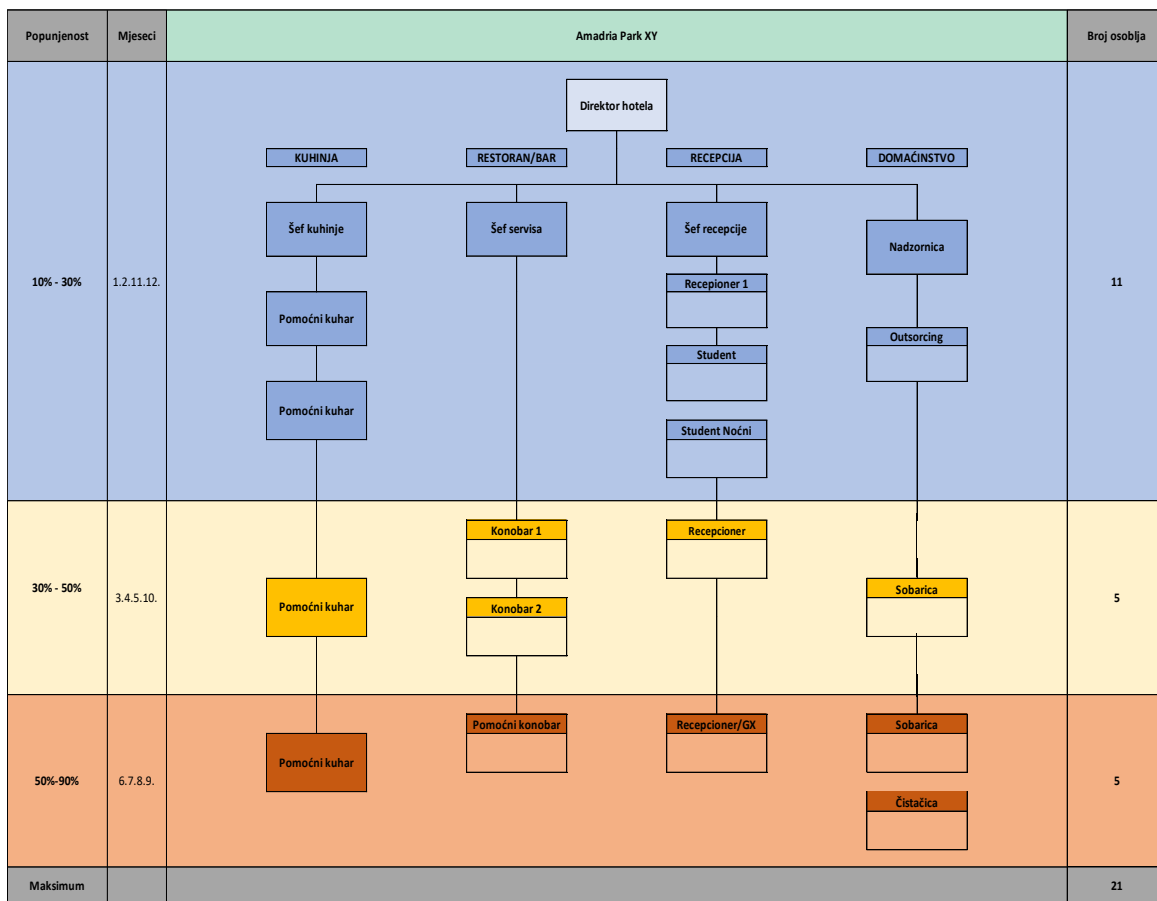 Popunjenost
Mjeseci
Amadria Park XY
Broj osoblja
Direktor hotela
KUHINJA
RESTORAN/BAR
RECEPCIJA
DOMAĆINSTVO
Šef kuhinje
Šef servisa
Šef recepcije
Nadzornica
10% - 30%
1.2.11.12.
Recepioner 1
11
Pomoćni kuhar
Outsorcing
Student
Pomoćni kuhar
Student Noćni
Konobar 1
Recepcioner
30% - 50%
3.4.5.10.
Pomoćni kuhar
Konobar 2
Sobarica
5
Pomoćni konobar
Recepcioner/GX
Sobarica
Pomoćni kuhar
50%-90%
6.7.8.9.
5
Čistačica
Maksimum
21